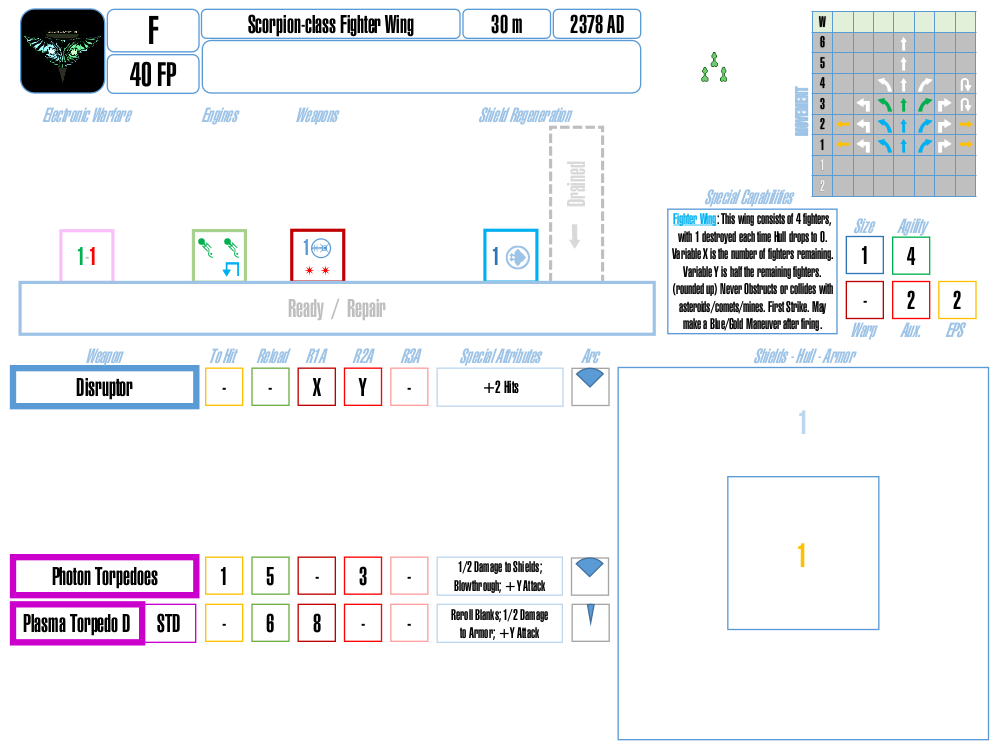 F
Scorpion-class Fighter Wing
30 m
2378 AD
40 FP
Electronic Warfare
Engines
Weapons
Shield Regeneration
Drained
1-1
1
1
Ready / Repair
MOVEMENT
W
6
5
4
3
2
1
1
2
Special Capabilities
Fighter Wing: This wing consists of 4 fighters,
with 1 destroyed each time Hull drops to 0.
Variable X is the number of fighters remaining.
Variable Y is half the remaining fighters.
(rounded up) Never Obstructs or collides with
asteroids/comets/mines. First Strike. May
make a Blue/Gold Maneuver after firing.
Size
Agility
1
4
-
2
2
Warp
Aux.
EPS
Weapon
To Hit
Reload
R1A
R2A
R3A
Special Attributes
Arc
Shields - Hull - Armor
Disruptor
-
-
X
Y
-
+2 Hits
1
1
Photon Torpedoes
1
5
-
3
-
1/2 Damage to Shields;
Blowthrough; + Y Attack
Plasma Torpedo D
STD
-
6
8
-
-
Reroll Blanks; 1/2 Damage
to Armor; +Y Attack